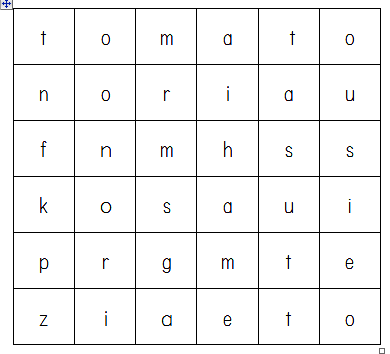 t o m a t o
n o r i a u
f n m h s s
k o s a u i
p r g m t e
z i a e t o